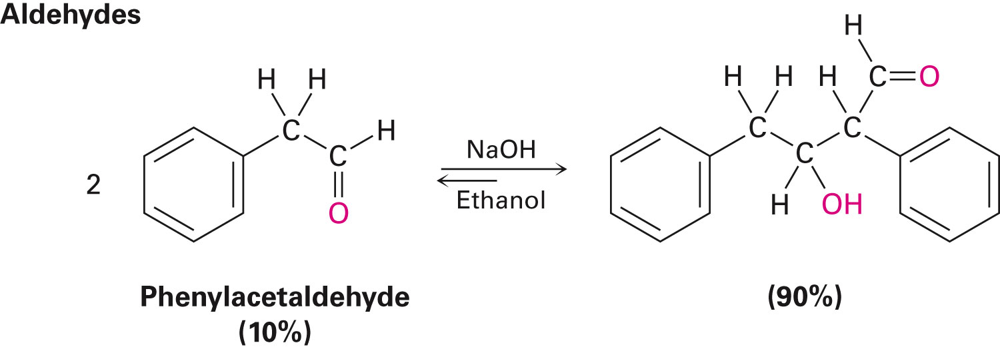 Aldehydes
H
H H H H H C=O
C H C C
C NaOH C
2
O Ethanol H OH
Phenylacetaldehyde (90%)
(10%)